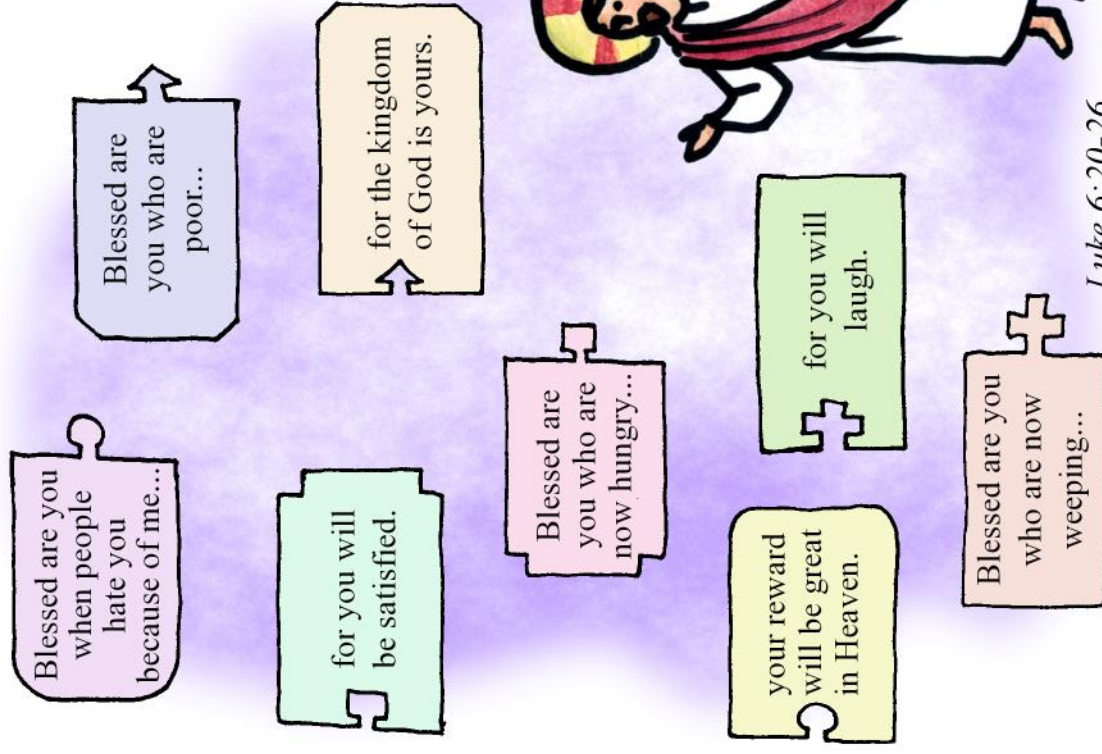 Blessed are you
when people
hate you
because of me...
Blessed are
you who are
poor...
for you will
be satisfied.
for the kingdom
of God is yours.
Blessed are
you who are
now hungry...
your reward
will be great
in Heaven.
for you will
laugh.
Blessed are you
who are now
weeping...
Luke 6:20-26